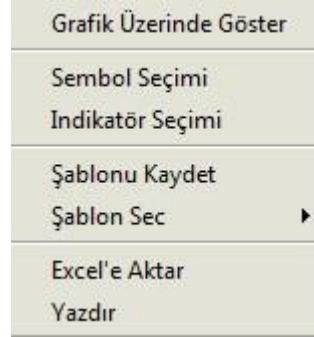 Grafik Üzerinde Göster
Sembol Seçimi
Indikatör Seçimi
Şablonu Kaydet
Şablon Sec
Excel'e Aktar
Yazdır